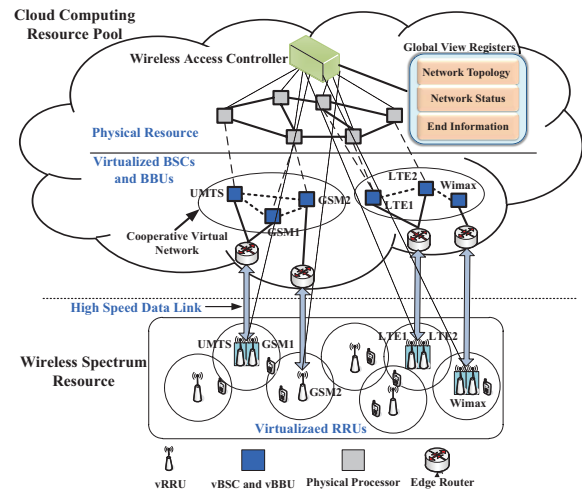 Cloud Computing
Resource Pool
Wireless Access Controller
Global View Registers
Network Topology
Network Status
End Information
Physical Resource
Virtualized BSCs
and BBUs
UMTS
GSM2
GSM1
LTE2
LTE1
Wimax
Cooperative Virtual
Network
High Speed Data Link
Wireless Spectrum
Resource
UMTS
GSM1
GSM2
LTE1
LTE2
Wimax
Virtualizaed RRUs
vRRU
vBSC and vBBU
Physical Processor
Edge Router